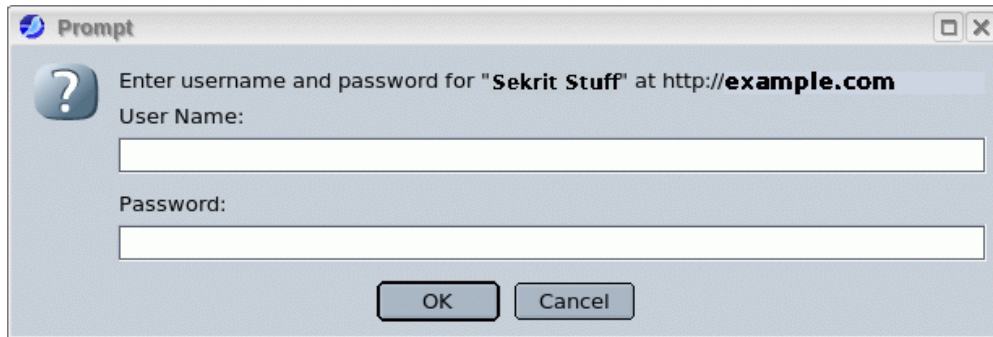 Prompt
Enter username and password for "Sekrit Stuff" at http://example.com
User Name:
Password:
OK Cancel